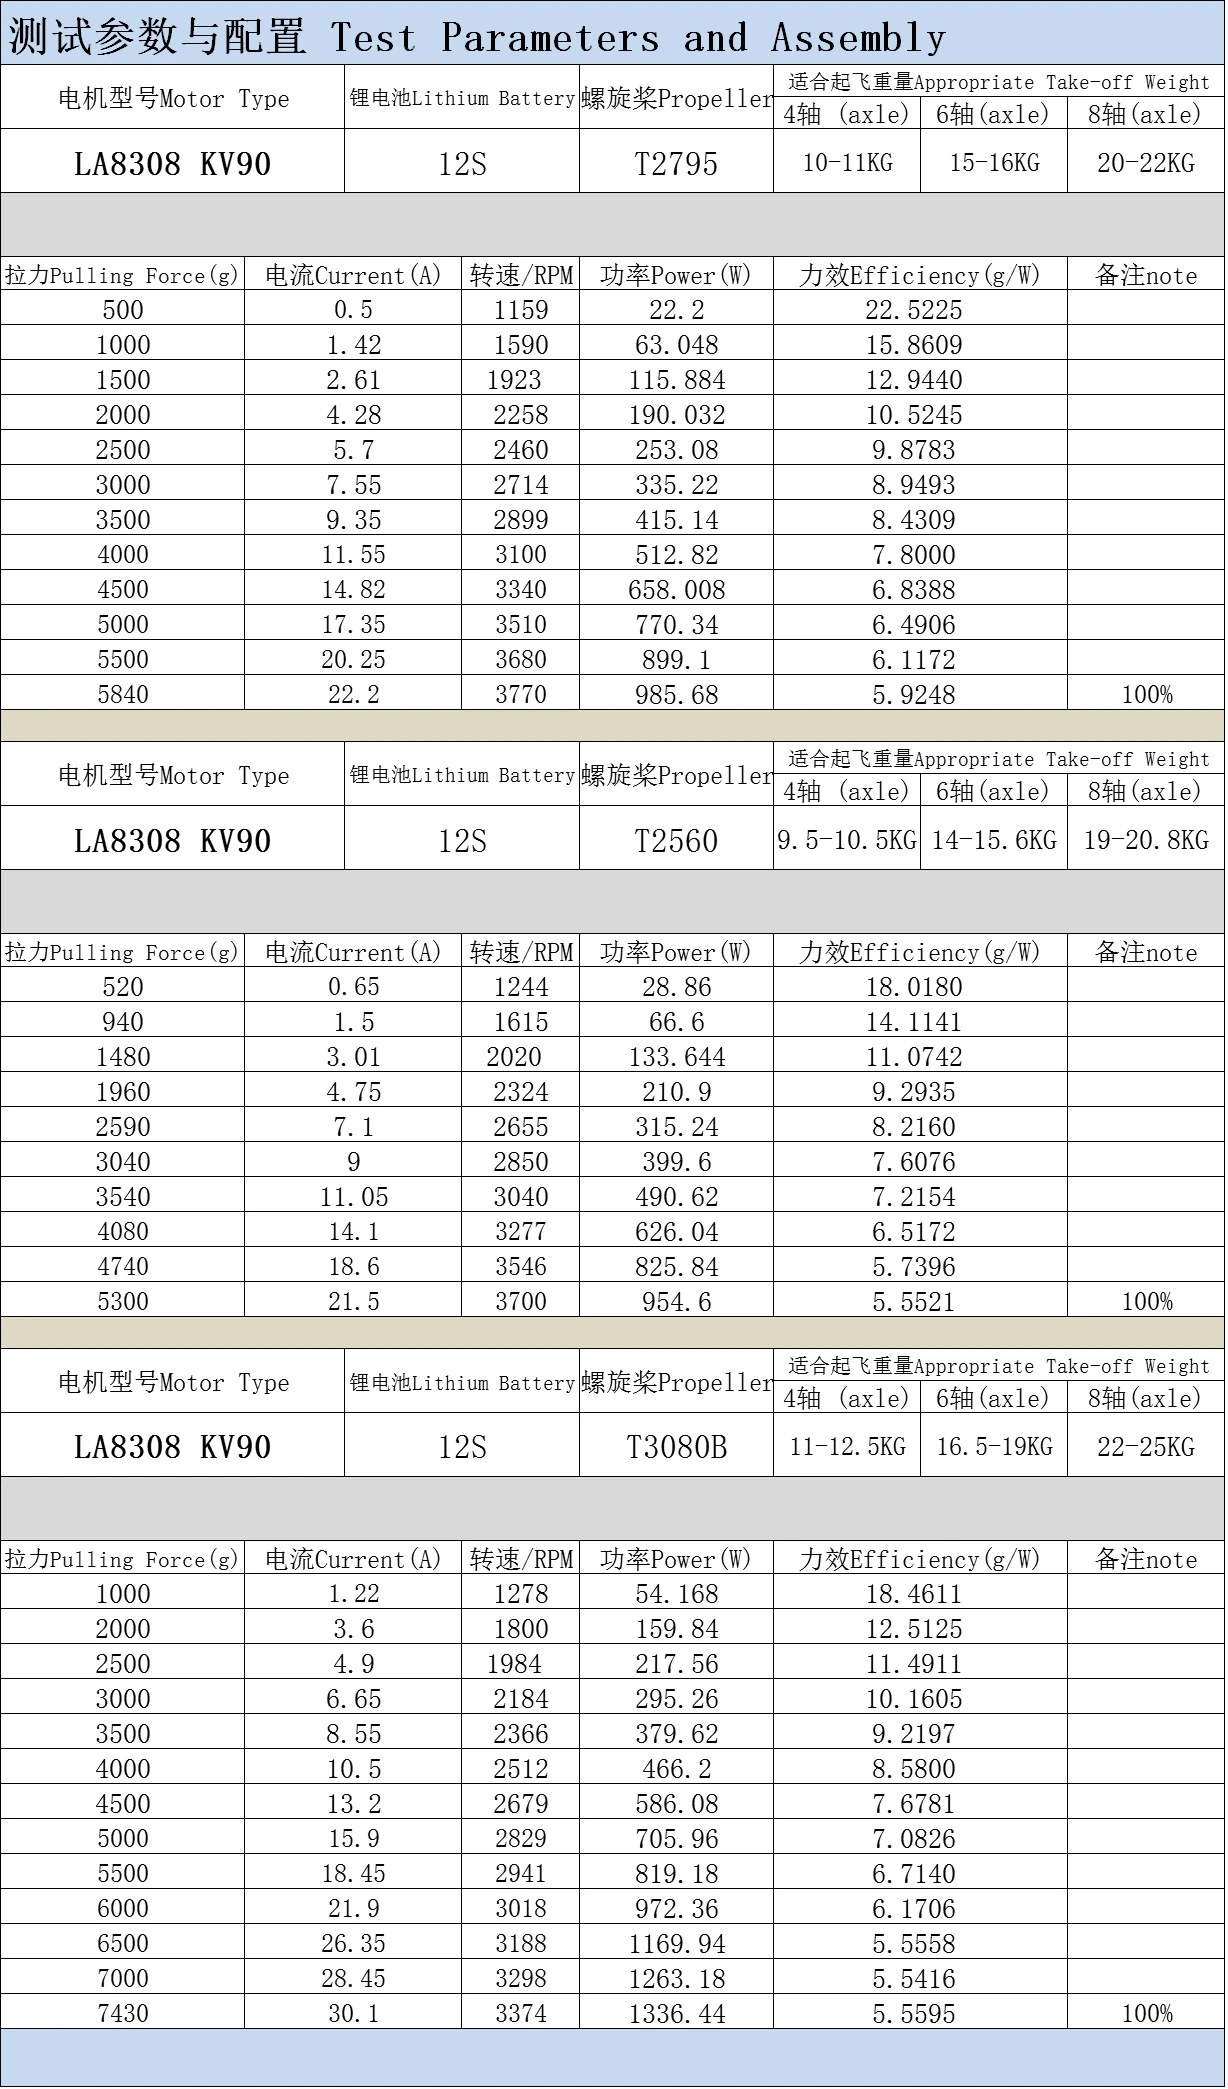 测试参数与配置 Test Parameters and Assembly
电机型号Motor Type 锂电池Lithium Battery 螺旋桨Propeller 适合起飞重量Appropriate Take-off Weight
4轴 (axle) 6轴(axle) 8轴(axle)
LA8308 KV90 12S T2795 10-11KG 15-16KG 20-22KG
拉力Pulling Force(g) 电流Current(A) 转速/RPM 功率Power(W) 力效Efficiency(g/W) 备注note
500 0.5 1159 22.2 22.5225
1000 1.42 1590 63.048 15.8609
1500 2.61 1923 115.884 12.9440
2000 4.28 2258 190.032 10.5245
2500 5.7 2460 253.08 9.8783
3000 7.55 2714 335.22 8.9493
3500 9.35 2899 415.14 8.4309
4000 11.55 3100 512.82 7.8000
4500 14.82 3340 658.008 6.8388
5000 17.35 3510 770.34 6.4906
5500 20.25 3680 899.1 6.1172
5840 22.2 3770 985.68 5.9248 100%
电机型号Motor Type 锂电池Lithium Battery 螺旋桨Propeller 适合起飞重量Appropriate Take-off Weight
4轴 (axle) 6轴(axle) 8轴(axle)
LA8308 KV90 12S T2560 9.5-10.5KG 14-15.6KG 19-20.8KG
拉力Pulling Force(g) 电流Current(A) 转速/RPM 功率Power(W) 力效Efficiency(g/W) 备注note
520 0.65 1244 28.86 18.0180
940 1.5 1615 66.6 14.1141
1480 3.01 2020 133.644 11.0742
1960 4.75 2324 210.9 9.2935
2590 7.1 2655 315.24 8.2160
3040 9 2850 399.6 7.6076
3540 11.05 3040 490.62 7.2154
4080 14.1 3277 626.04 6.5172
4740 18.6 3546 825.84 5.7396
5300 21.5 3700 954.6 5.5521 100%
电机型号Motor Type 锂电池Lithium Battery 螺旋桨Propeller 适合起飞重量Appropriate Take-off Weight
4轴 (axle) 6轴(axle) 8轴(axle)
LA8308 KV90 12S T3080B 11-12.5KG 16.5-19KG 22-25KG
拉力Pulling Force(g) 电流Current(A) 转速/RPM 功率Power(W) 力效Efficiency(g/W) 备注note
1000 1.22 1278 54.168 18.4611
2000 3.6 1800 159.84 12.5125
2500 4.9 1984 217.56 11.4911
3000 6.65 2184 295.26 10.1605
3500 8.55 2366 379.62 9.2197
4000 10.5 2512 466.2 8.5800
4500 13.2 2679 586.08 7.6781
5000 15.9 2829 705.96 7.0826
5500 18.45 2941 819.18 6.7140
6000 21.9 3018 972.36 6.1706
6500 26.35 3188 1169.94 5.5558
7000 28.45 3298 1263.18 5.5416
7430 30.1 3374 1336.44 5.5595 100%